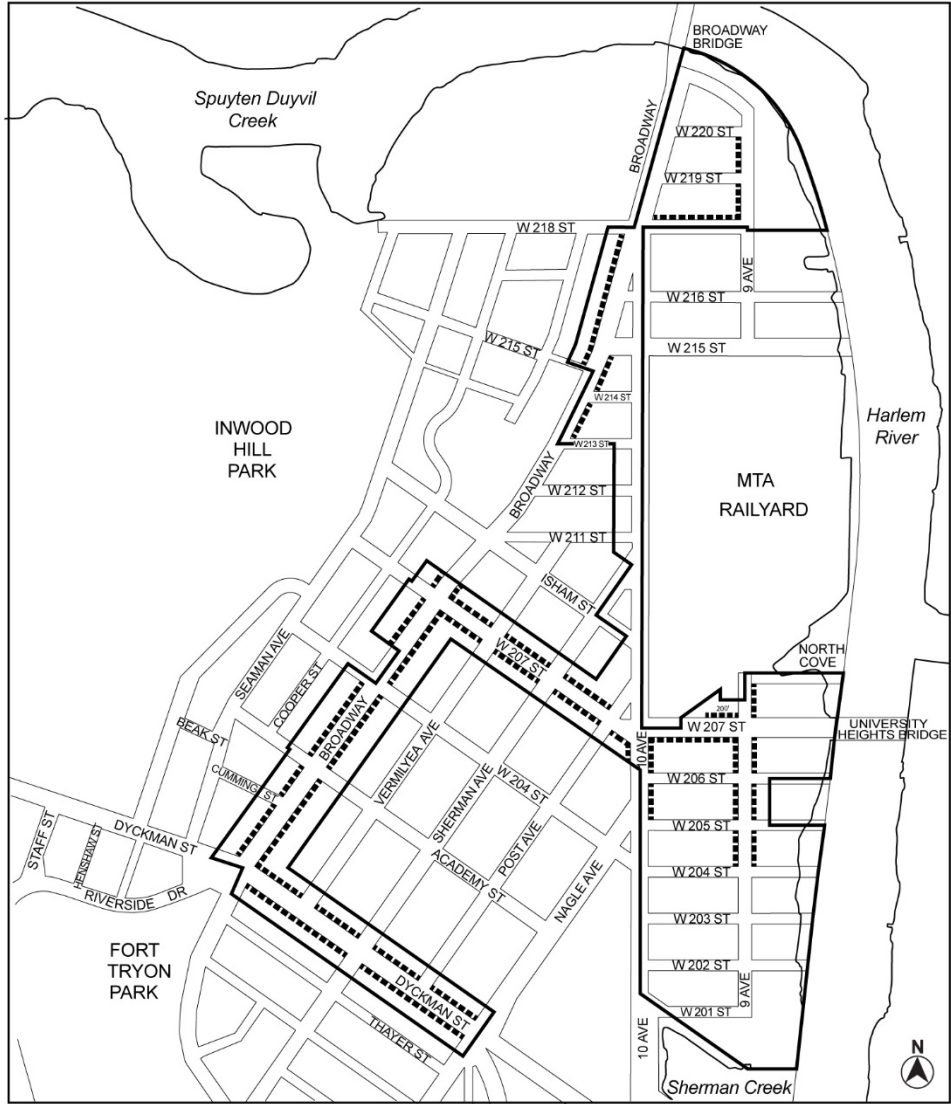 BROADWAY
BRIDGE
Spuyten Duyvil
Creek
BROADWAY
W 220 ST
W 219 ST
W 218 ST
9 AVE
W 216 ST
W 215 ST
W 215 ST
W 214 ST
Harlem
River
INWOOD
HILL
PARK
W 213 ST
BROADWAY
MTA
RAILYARD
W 212 ST
W 211 ST
ISHAM ST
SEAMAN AVE
COOPER ST
W 207 ST
NORTH
COVE
200'
W 207 ST
UNIVERSITY
HEIGHTS BRIDGE
BEAK ST
BROADWAY
VERMILYEA AVE
10 AVE
CUMMING ST
SHERMAN AVE
W 204 ST
W 206 ST
STAFF ST
HENSHAW ST
DYCKMAN ST
ACADEMY ST
POST AVE
W 205 ST
RIVERSIDE DR
NAGLE AVE
W 204 ST
W 203 ST
FORT
TRYON
PARK
DYCKMAN ST
W 202 ST
9 AVE
THAYER ST
W 201 ST
10 AVE
Sherman Creek
N